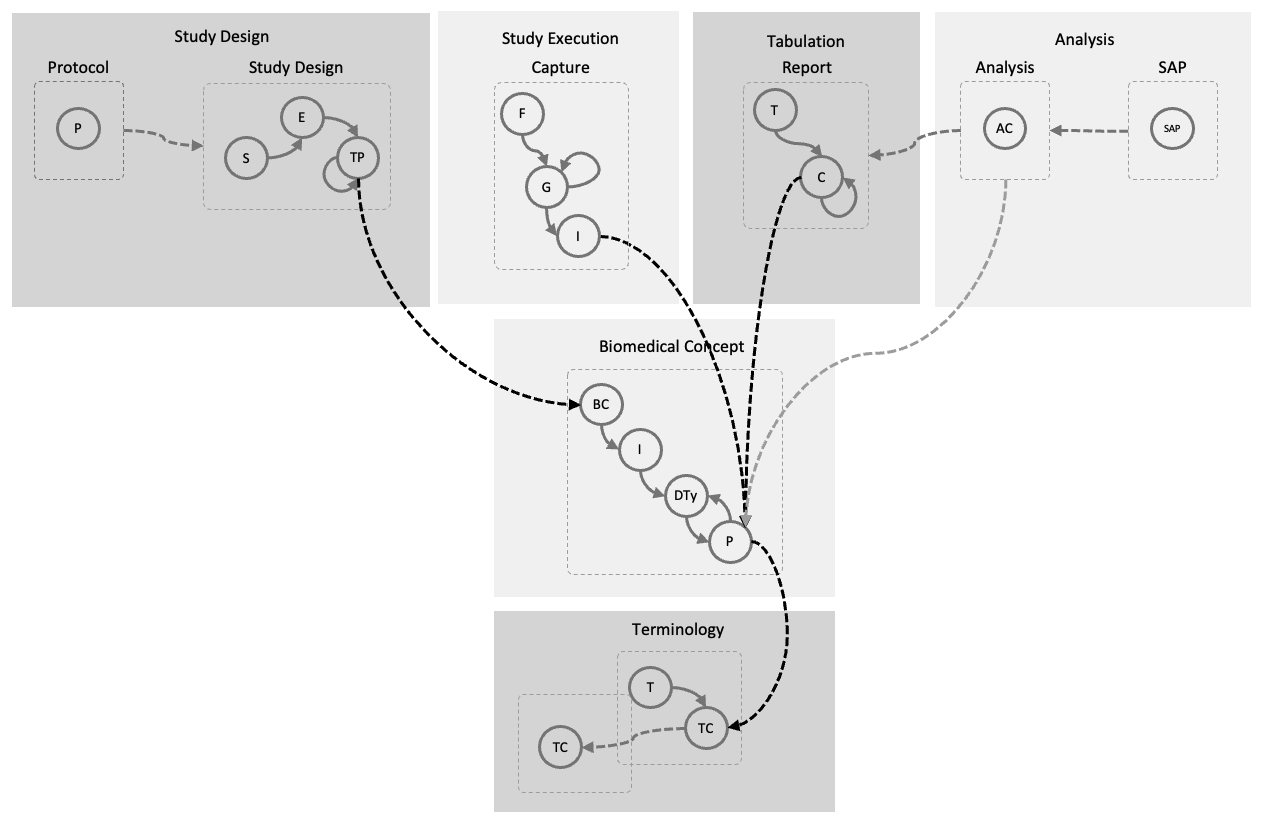 Study Design
Protocol
Study Design
P
S
E
TP
Study Execution
Capture
F
G
I
Tabulation
Report
T
C
Analysis
Analysis
SAP
AC
SAP
Biomedical Concept
BC
I
DTy
P
Terminology
T
TC
TC